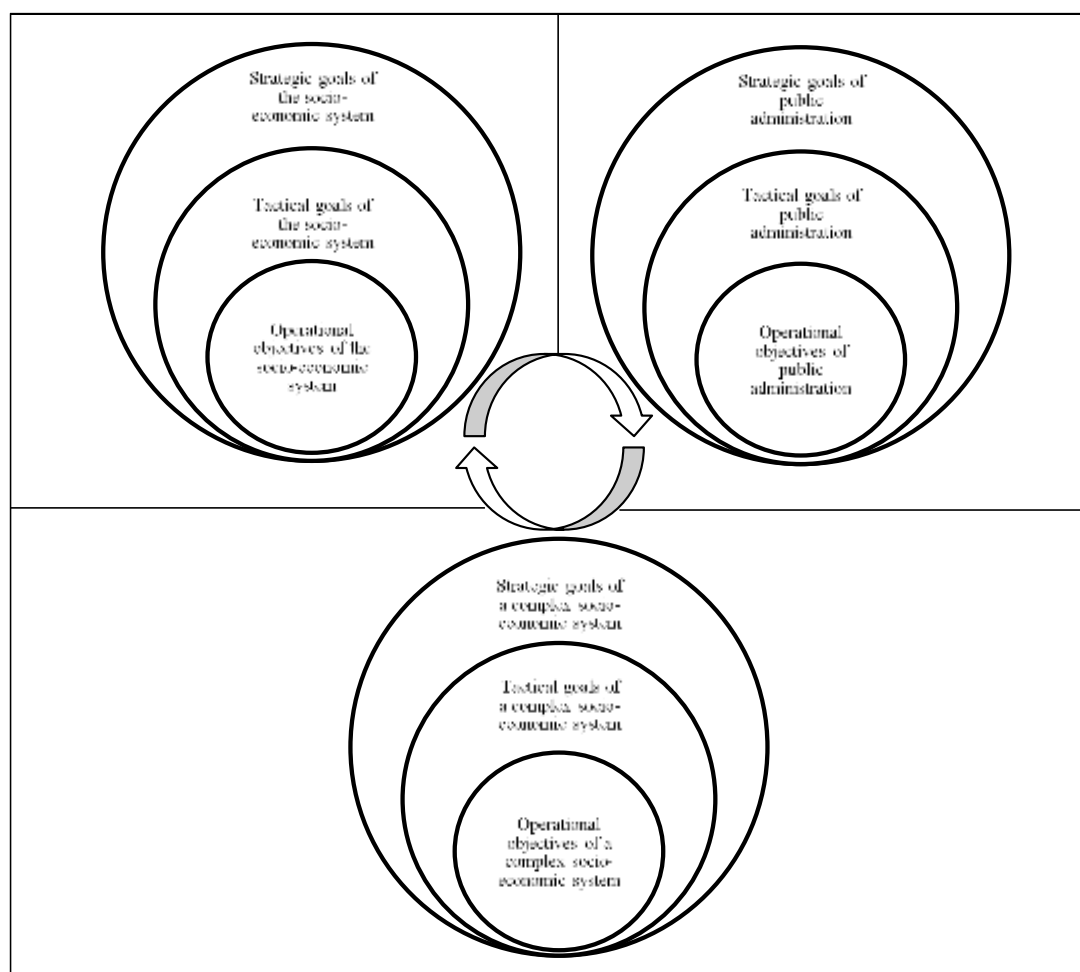 Strategic goals of
the socio-
economic system
Tactical goals of
the socio-
economic system
Operational
objectives of the
socio-economic
system
Strategic goals of
public
administration
Tactical goals of
public
administration
Operational
objectives of
public
administration
Strategic goals of
a complex socio-
economic system
Tactical goals of
a complex socio-
economic system
Operational
objectives of a
complex socio-
economic system